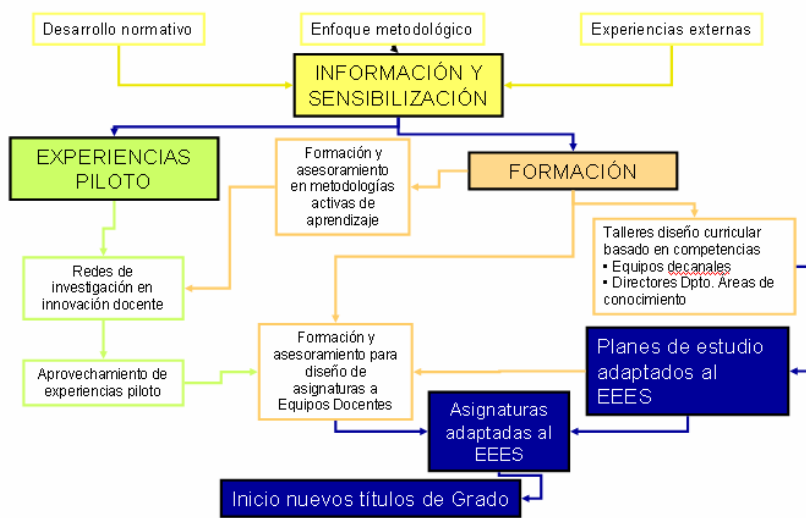 Desarrollo normativo
Enfoque metodológico
Experiencias externas
INFORMACIÓN Y
SENSIBILIZACIÓN
EXPERIENCIAS
PILOTO
Formación y
asesoramiento
en metodologías
activas de
aprendizaje
FORMACIÓN
Talleres diseño curricular
basado en competencias
▪ Equipos decanales
▪ Directores Dpto. Areas de
conocimiento
Redes de
investigación en
innovación docente
Formación y
asesoramiento para
diseño de
asignaturas a
Equipos Docentes
Planes de estudio
adaptados al
EEES
Aprovechamiento de
experiencias piloto
Asignaturas
adaptadas al
EEES
Inicio nuevos títulos de Grado